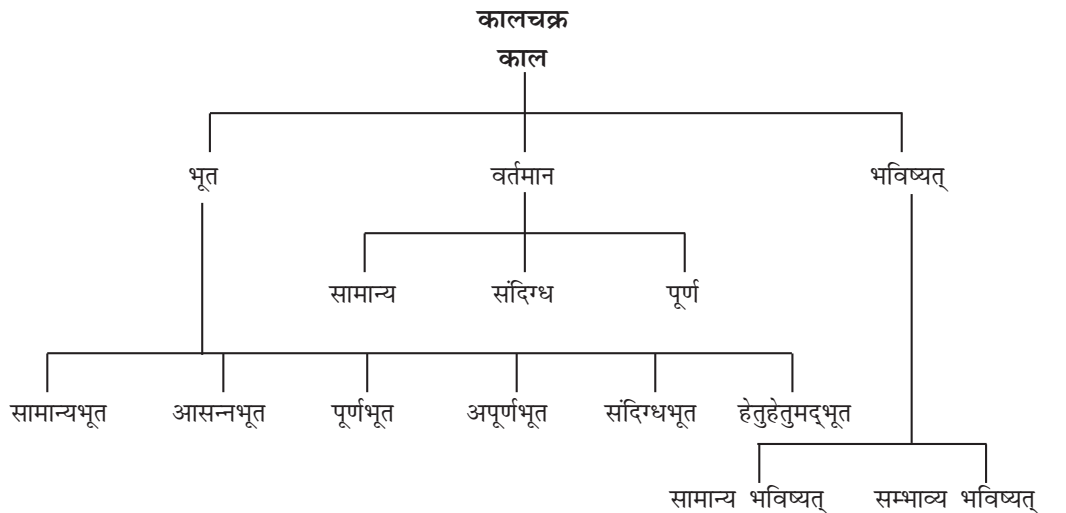 कालचक्र
काल
भूत वर्तमान भविष्यत्
सामान्य संदिग्ध पूर्ण
सामान्यभूत आसन्नभूत पूर्णभूत अपूर्णभूत संदिग्धभूत हेतुहेतुमद्भूत
सामान्य भविष्यत् सम्भाव्य भविष्यत्